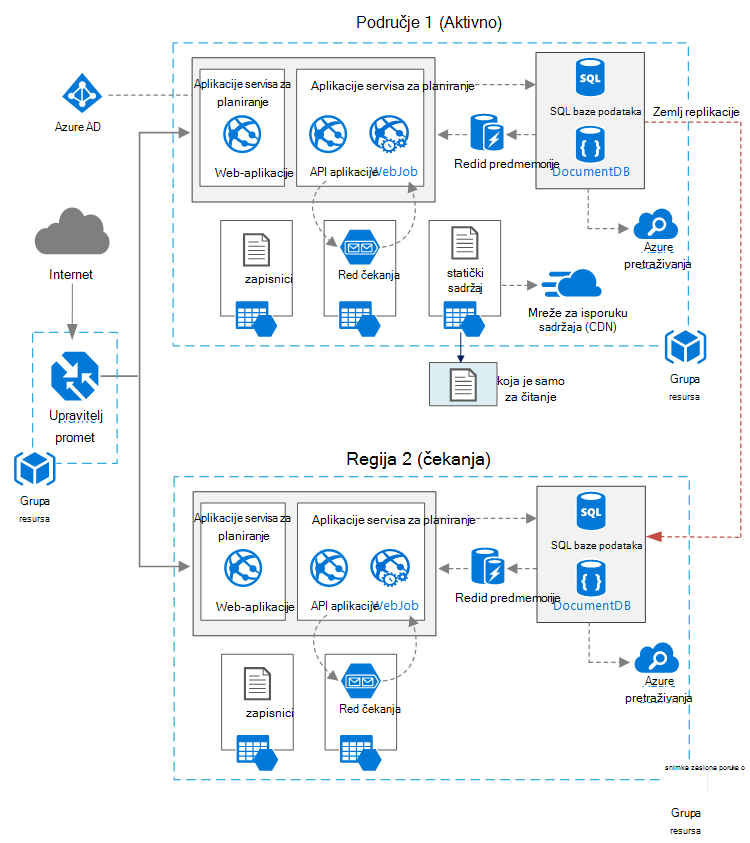 Područje 1 (Aktivno)
Aplikacije servisa za
planiranje
Aplikacije servisa za planiranje
SQL
SQL baze podataka
Zemlj replikacije
Azure AD
Web-aplikacije
API aplikacije
WebJob
Redid predmemorije
DocumentDB
Internet
zapisnici
Red čekanja
statički
sadržaj
Azure
pretraživanja
Mreže za isporuku
sadržaja (CDN)
Grupa
resursa
koja je samo
za čitanje
Upravitelj
promet
Grupa
resursa
Regija 2 (čekanja)
Aplikacije servisa za
planiranje
Aplikacije servisa za planiranje
SQL
SQL baze podataka
Web-aplikacije
API aplikacije
WebJob
Redid predmemorije
DocumentDB
zapisnici
Red čekanja
Azure
pretraživanja
snimka zaslona poruke o
Grupa
resursa